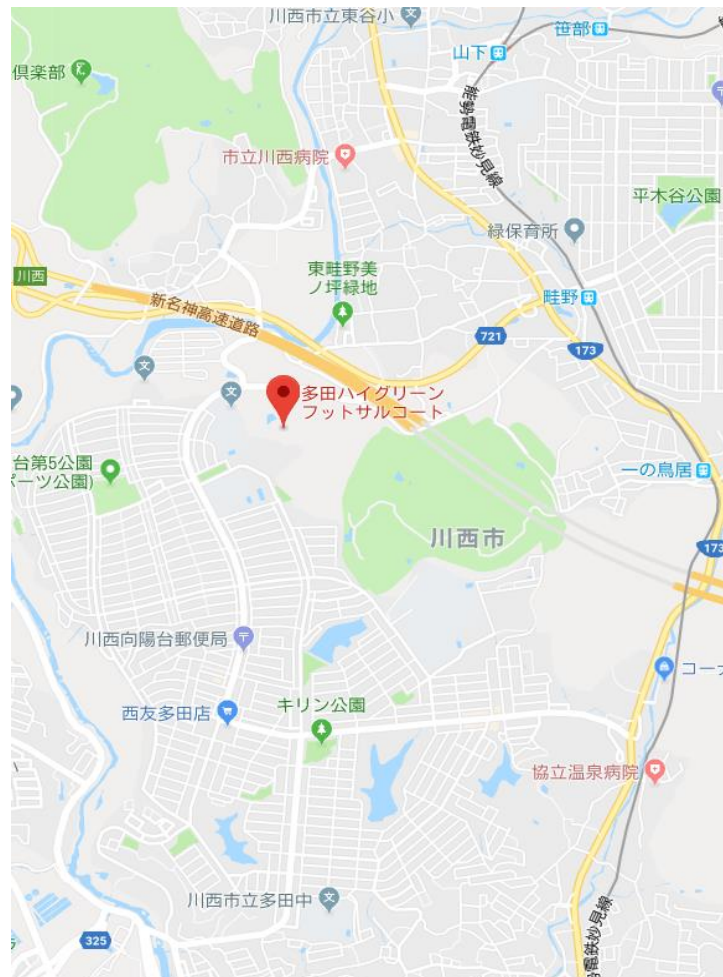 川西市立東谷小
文
笹部
山下
倶楽部
能勢電鉄妙見線
市立川西病院
平木谷公園
緑保育所
東畦野美
ノ坪緑地
川西
畦野
新名神高速道路
721
173
文
文
多田ハイグリーン
フットサルコート
台第5公園
ポーツ公園)
一の鳥居
川西市
173
川西向陽台郵便局
コーナ
西友多田店
キリン公園
協立温泉病院
川西市立多田中
文
325
電鉄妙見線